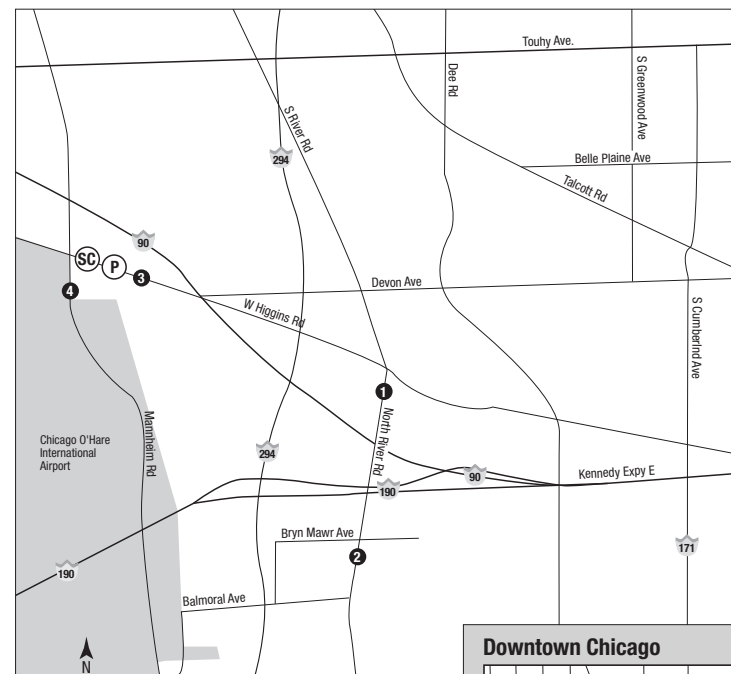 Touhy Ave.
Dee Rd
S Greenwood Ave
S River Rd
294
Belle Plaine Ave
Talcott Rd
90
SC
P
3
4
Devon Ave
W Higgins Rd
S Cumberlnd Ave
1
Mannheim Rd
North River Rd
Chicago O'Hare
International
Airport
294
90
Kennedy Expy E
190
Bryn Mawr Ave
171
2
190
Balmoral Ave
N
Downtown Chicago